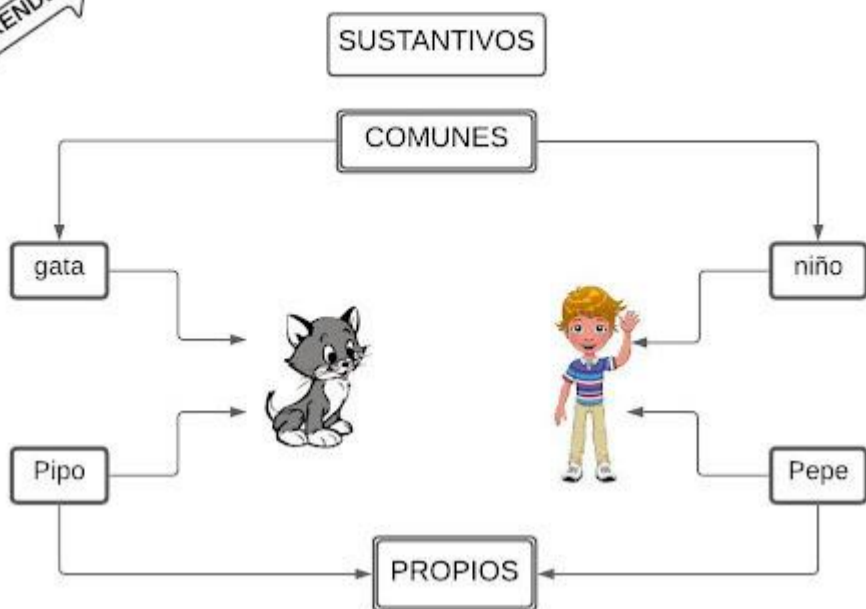 SUSTANTIVOS
COMUNES
gata
niño
Pipo
Pepe
PROPIOS